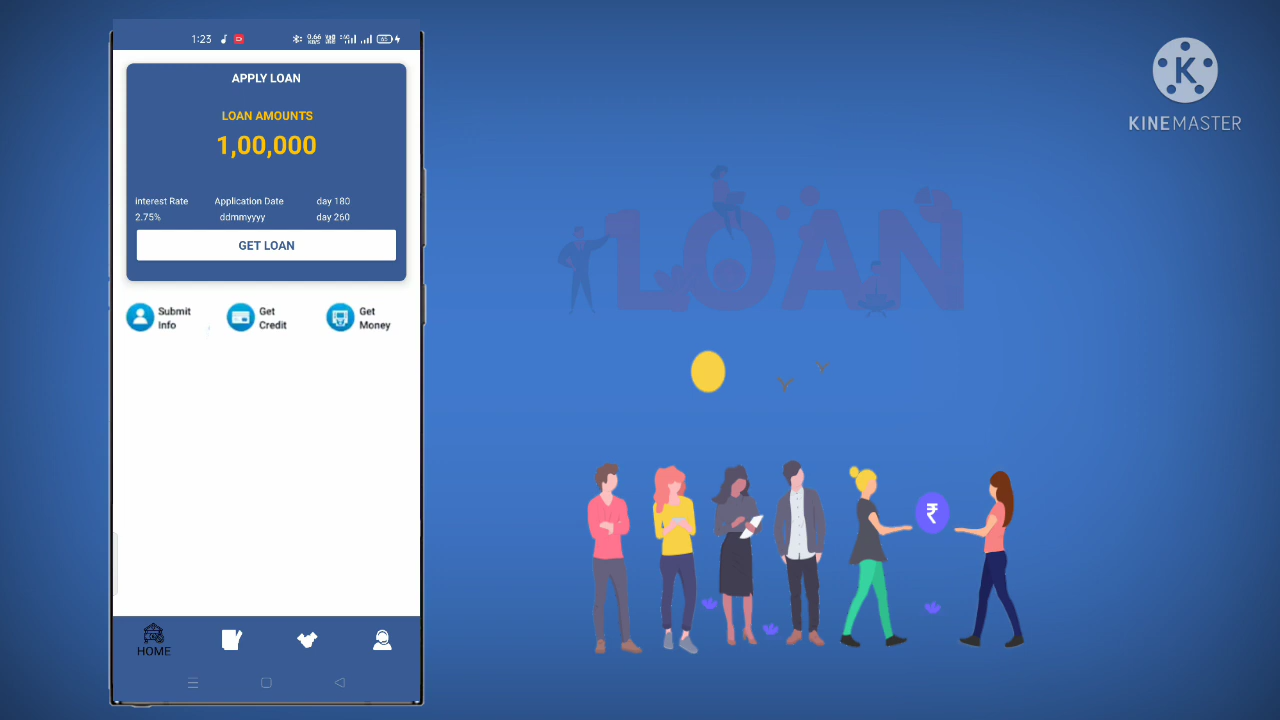 1:23
65
KINEMASTER
APPLY LOAN
LOAN AMOUNTS
1,00,000
interest Rate Application Date day 180
2.75% ddmmyyyy day 260
GET LOAN
Submit Info
Get Credit
Get Money
LOAN
₹
HOME